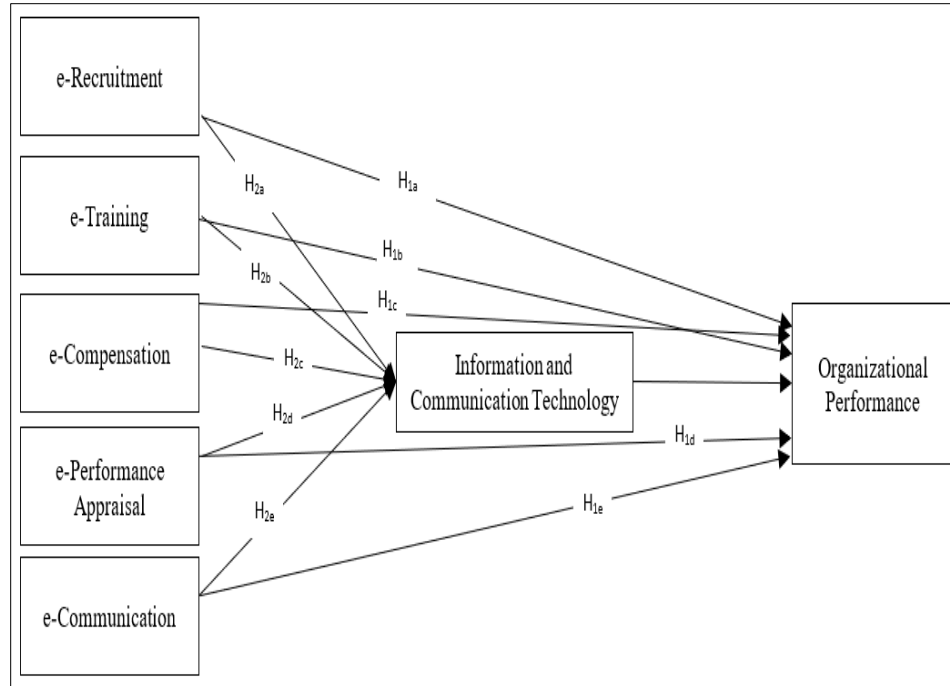 e-Recruitment
H2a
H1a
e-Training
H2b
H1b
e-Compensation
H1c
H2c
Information and
Communication Technology
Organizational
Performance
H2d
e-Performance
Appraisal
H1d
H2e
H1e
e-Communication